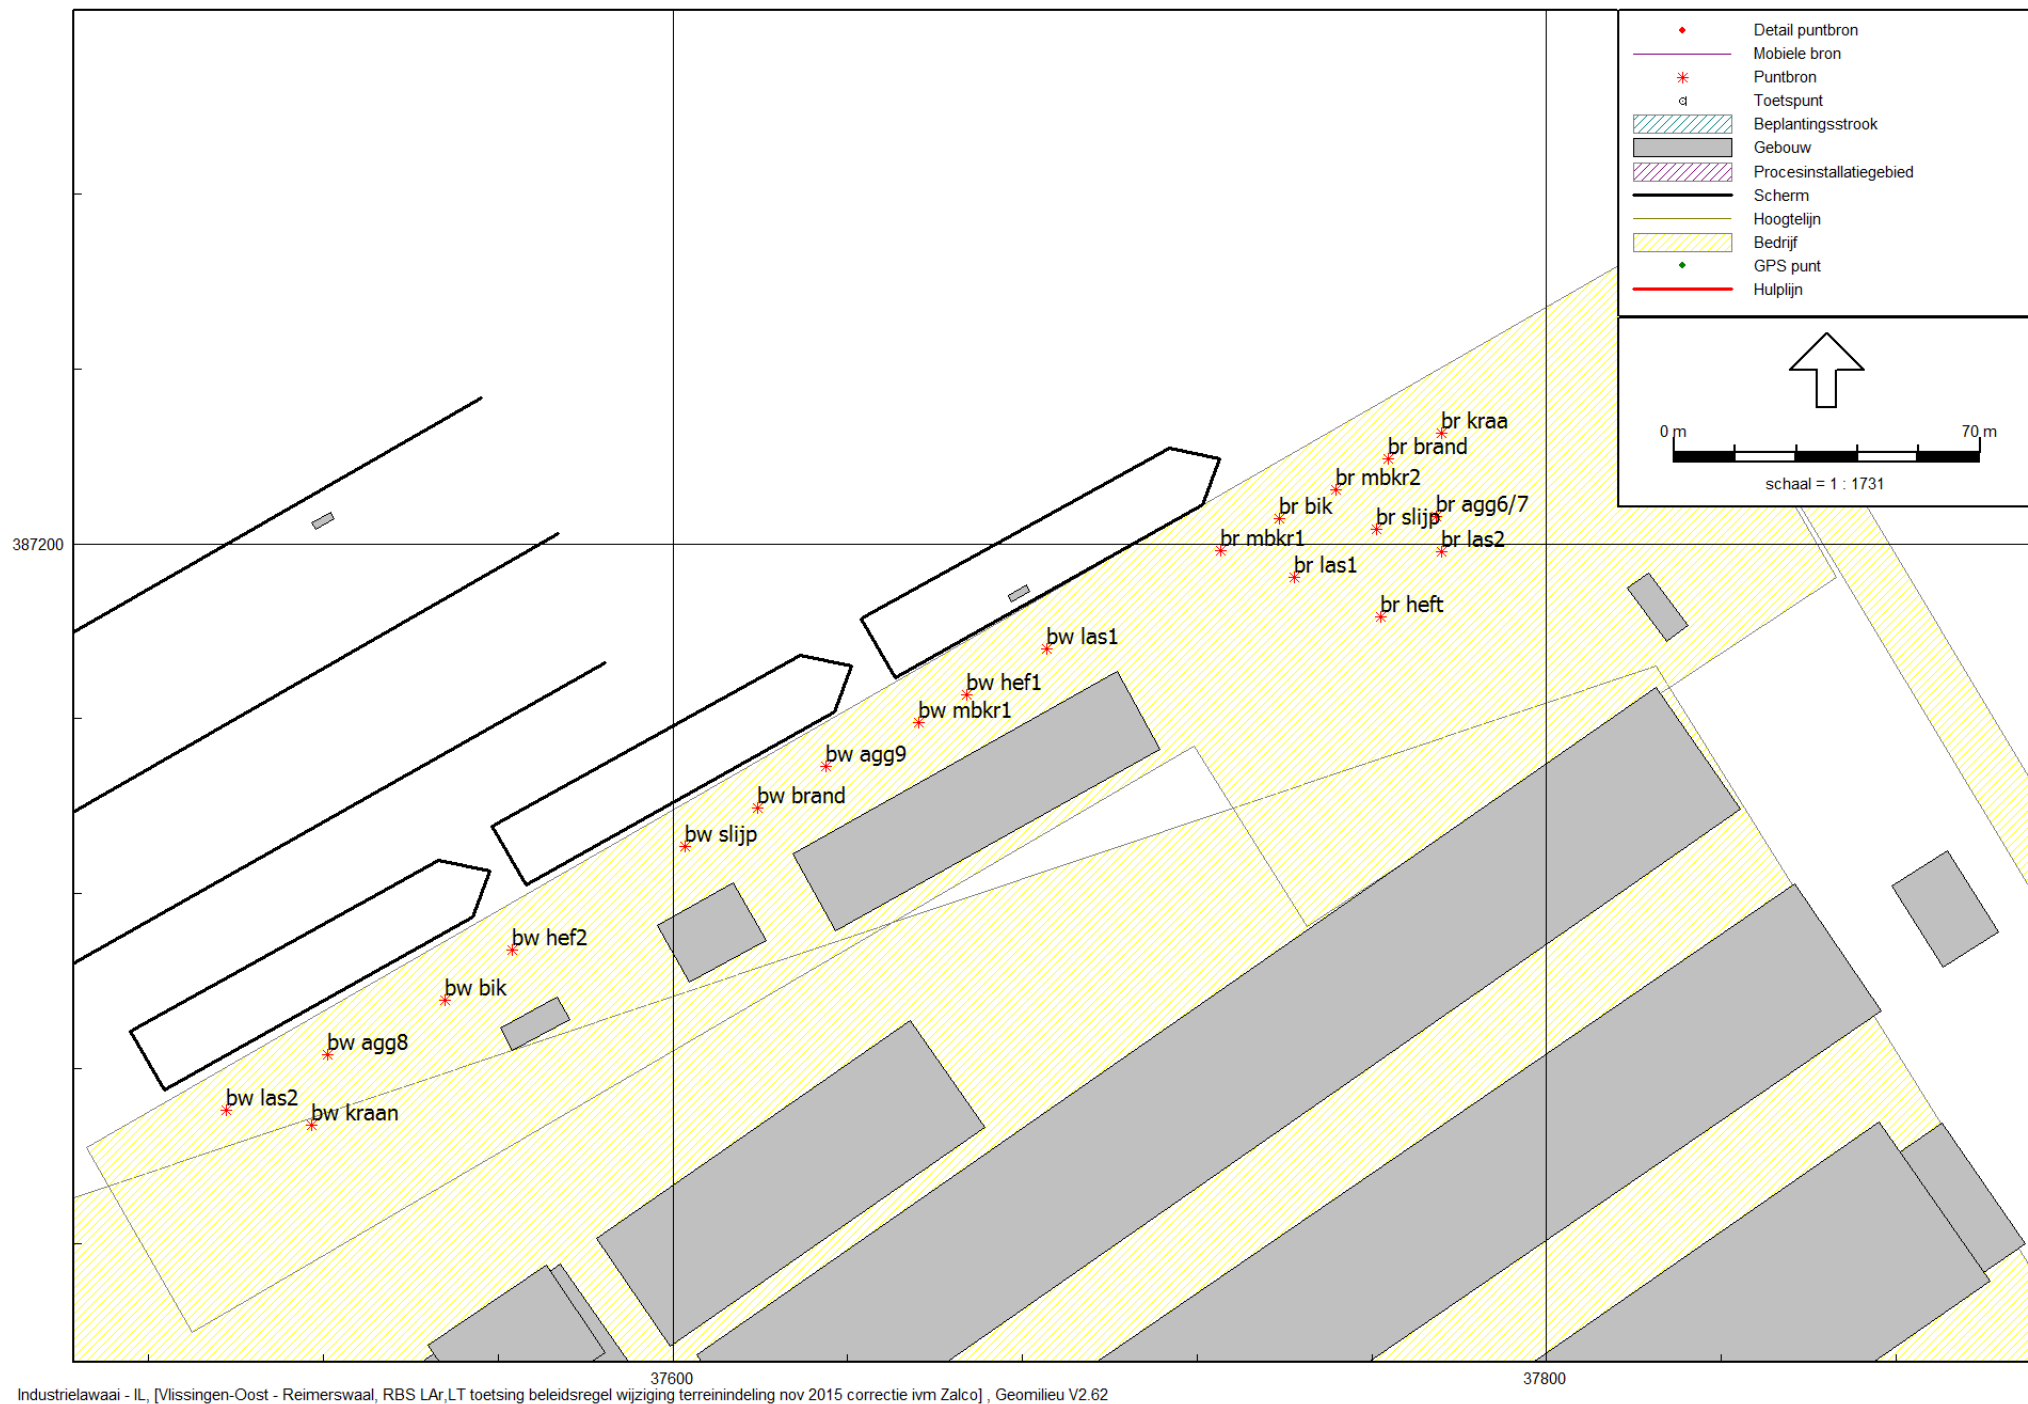 Detail puntbron
Mobiele bron
Puntbron
Toetspunt
Beplantingsstrook
Gebouw
Procesinstallatiegebied
Scherm
Hoogtelijn
Bedrijf
GPS punt
Hulplijn
0 m 70 m
schaal = 1 : 1731
br kraa
br brand
br mbkr2
br bik
br agg6/7
br slijp
br mbkr1
br las2
br las1
br heft
387200
bw las1
bw hef1
bw mbkr1
bw agg9
bw brand
bw slijp
bw hef2
bw bik
bw agg8
bw las2
bw kraan
37600 37800
Industrielawaai - IL, [Vlissingen-Oost - Reimerswaal, RBS LAr,LT toetsing beleidsregel wijziging terreinindeling nov 2015 correctie ivm Zalco] , Geomilieu V2.62